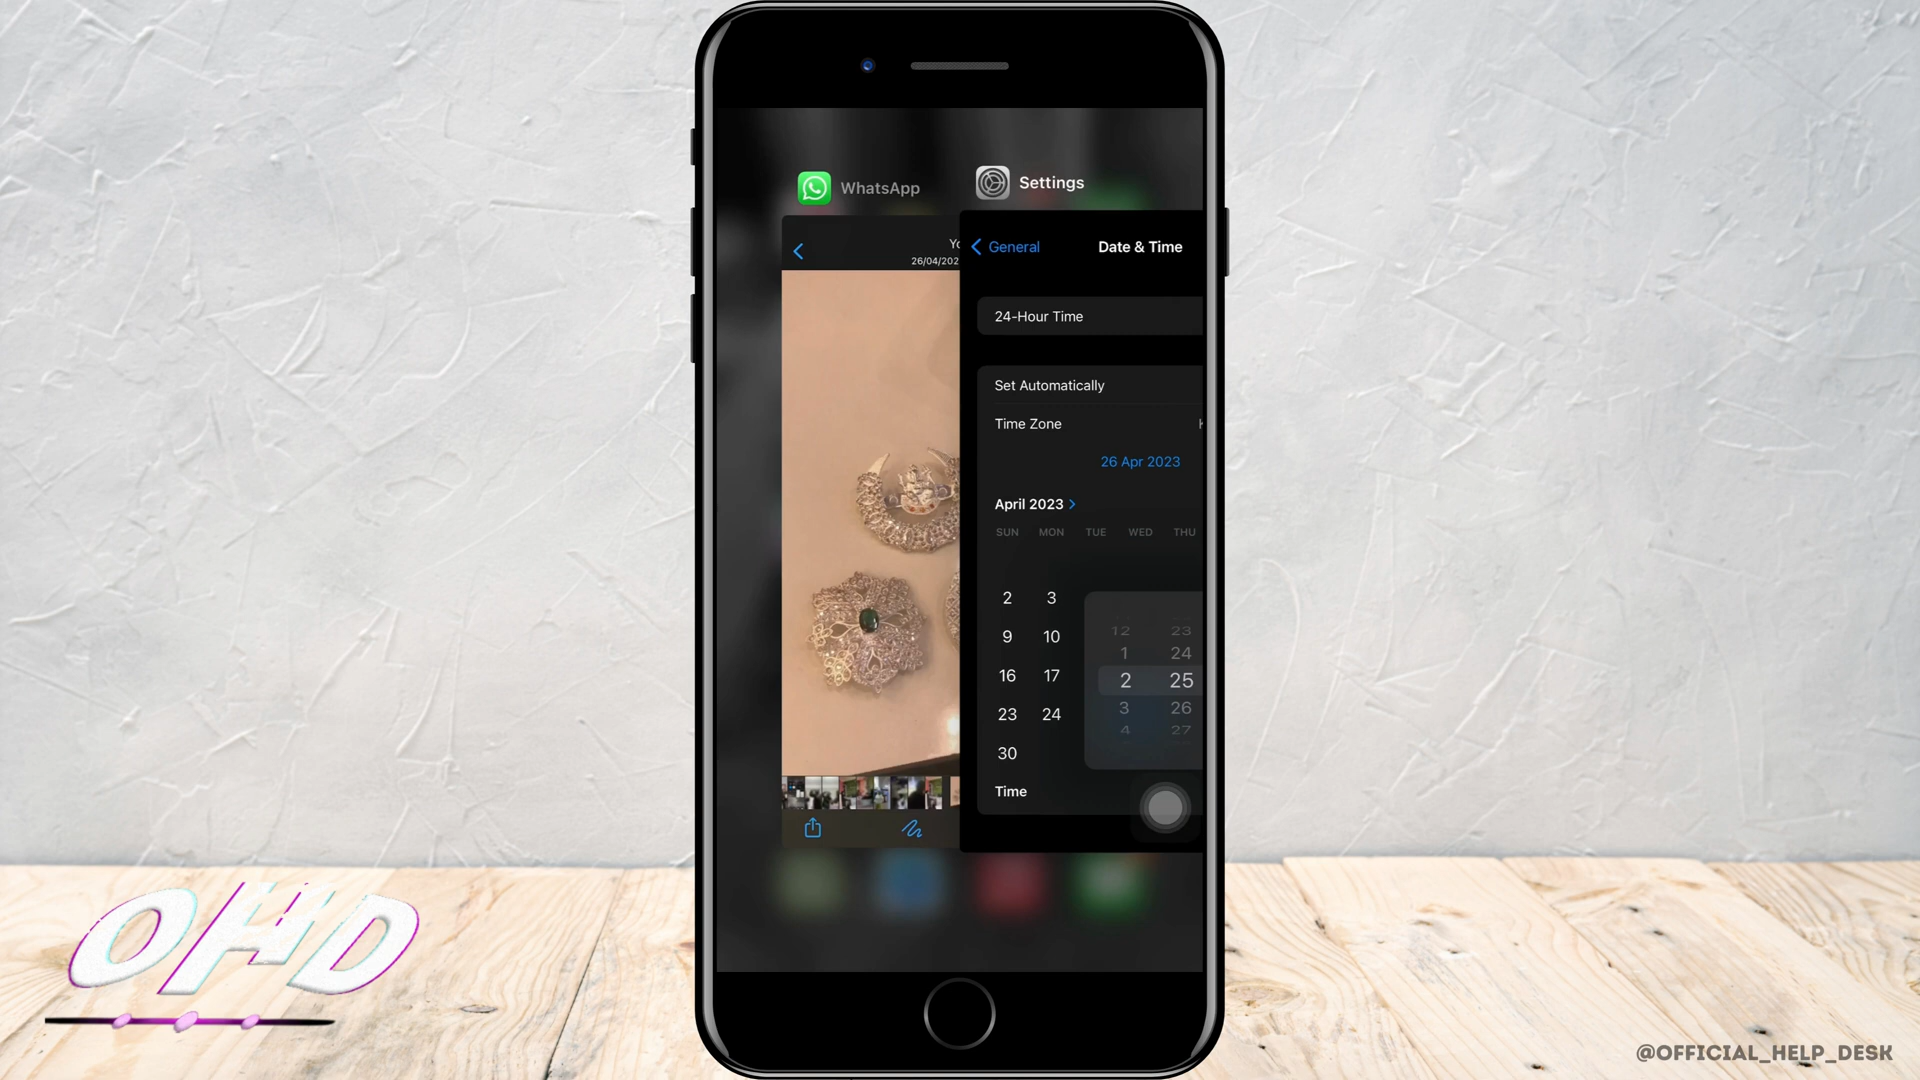 WhatsApp
Settings
26/04/202
General
Date & Time
24-Hour Time
Set Automatically
Time Zone
26 Apr 2023
April 2023
SUN MON TUE WED THU
2 3
9 10
16 17
23 24
30
12 23
1 24
2 25
3 26
4 27
Time
OHD
@OFFICIAL_HELP_DESK